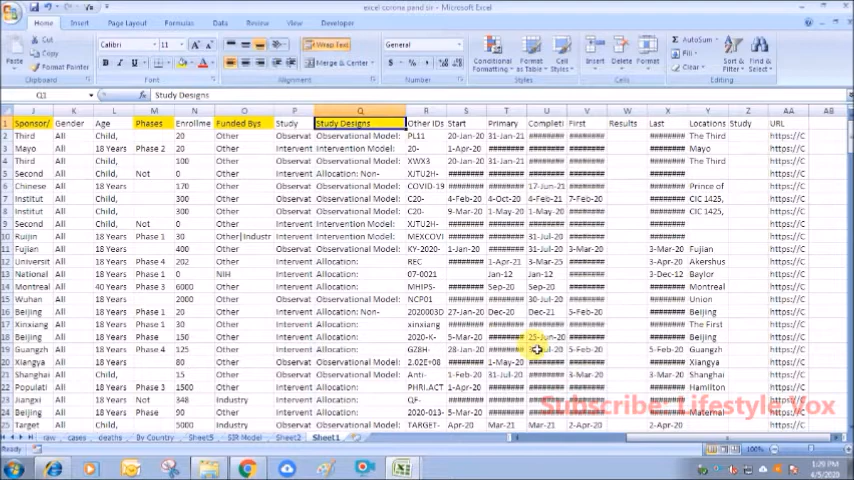 excel corona pand sir - Microsoft Excel
Home Insert Page Layout Formulas Data Review View Developer
Cut
Copy
Paste Format Painter
Calibri 11 Wrap Text General
B I U Merge & Center $ % , Conditional Formatting Format as Table Cell Styles Insert Delete Format
AutoSum Fill Clear Sort & Filter Find & Select
Clipboard Font Alignment Number Styles Cells Editing
Q1 Study Designs
J K L M N O P Q R S T U V W X Y Z AA AB
1 Sponsor/ Gender Age Phases Enrollme Funded Bys Study Study Designs Other IDs Start Primary Completi First Results Last Locations Study URL
2 Third All Child, 20 Other Observat Observational Model: PL11 20-Jan-20 31-Jan-21 ######## ######## ######## The Third https://C
3 Mayo All 18 Years Phase 2 20 Other Intervent Intervention Model: 20- 1-Apr-20 ######## ######## ######## ######## Mayo https://C
4 Third All Child, 100 Other Observat Observational Model: XWX3 ######## 31-Jan-21 ######## ######## ######## The Third https://C
5 Second All Child, Not 0 Other Intervent Allocation: Non- XJTU2H- ######## ######## ######## ######## ######## https://C
6 Chinese All 18 Years 170 Other Observat Observational Model: COVID-19 ######## ######## 17-Jun-21 ######## ######## Prince of https://C
7 Institut All Child, 300 Other Observat Observational Model: C20- 4-Feb-20 4-Oct-20 4-Feb-21 7-Feb-20 ######## CIC 1425, https://C
8 Institut All Child, 300 Other Observat Observational Model: C20- 9-Mar-20 1-May-20 1-May-20 ######## ######## CIC 1425, https://C
9 Second All Child, Not 0 Other Intervent Intervention Model: XJTU2H- ######## ######## ######## ######## ######## https://C
10 Ruijin All 18 Years Phase 1 30 Other|Industr Intervent Intervention Model: MEXCOVI ######## ######## 31-Jul-20 ######## ######## https://C
11 Fujian All 18 Years 400 Other Observat Observational Model: KY-2020- 1-Jan-20 ######## 31-Jul-20 ######## 3-Mar-20 Fujian https://C
12 Universit All 18 Years Phase 4 202 Other Intervent Allocation: REC ######## 1-Apr-21 3-Mar-25 ######## 3-Apr-20 Akershus https://C
13 National All 18 Years Phase 1 0 NIH Intervent Allocation: 07-0021 Jan-12 Jan-12 ######## 3-Dec-12 Baylor https://C
14 Montreal All 40 Years Phase 3 6000 Other Intervent Allocation: MHIPS- ######## Sep-20 Sep-20 ######## ######## Montreal https://C
15 Wuhan All 18 Years 2000 Other Observat Observational Model: NCP01 ######## ######## 30-Jul-20 ######## ######## Union https://C
16 Beijing All 18 Years Phase 1 20 Other Intervent Allocation: Non- 2020003D 27-Jan-20 Dec-20 Dec-21 5-Feb-20 ######## Beijing https://C
17 Xinxiang All 18 Years Phase 1 30 Other Intervent Allocation: xinxiang ######## ######## ######## ######## ######## The First https://C
18 Beijing All 18 Years Phase 150 Other Intervent Allocation: 2020-K- 5-Mar-20 ######## 25-Jun-20 ######## ######## Beijing https://C
19 Guangzh All 18 Years Phase 4 125 Other Intervent Allocation: GZ8H- 28-Jan-20 ######## 5-Feb-20 5-Feb-20 Guangzh https://C
20 Xiangya All 18 Years 80 Other Intervent Allocation: 2.02E+08 ######## 1-May-20 ######## ######## ######## Xiangya https://C
21 Shanghai All Child, 15 Other Observat Observational Model: Anti- 1-Feb-20 31-Jul-20 ######## 3-Mar-20 3-Mar-20 Shanghai https://C
22 Populati All 18 Years Phase 3 1500 Other Intervent Allocation: PHRI.ACT 1-Apr-20 ######## ######## ######## ######## Hamilton https://C
23 Jiangxi All 18 Years Not 348 Industry Intervent Allocation: QF- ######## ######## ######## ######## ######## https://C
24 Beijing All 18 Years Phase 90 Other Intervent Allocation: 2020-013- ######## ######## ######## ######## ######## Maternal https://C
25 Target All Child, 5000 Industry Observat Observational Model: TARGET- Apr-20 Mar-21 Mar-21 2-Apr-20 2-Apr-20 https://C
Subscribe: Lifestyle Vox
raw cases deaths By Country Sheet5 SIR Model Sheet2 Sheet1
Ready 100%
1:29 PM
4/5/2020